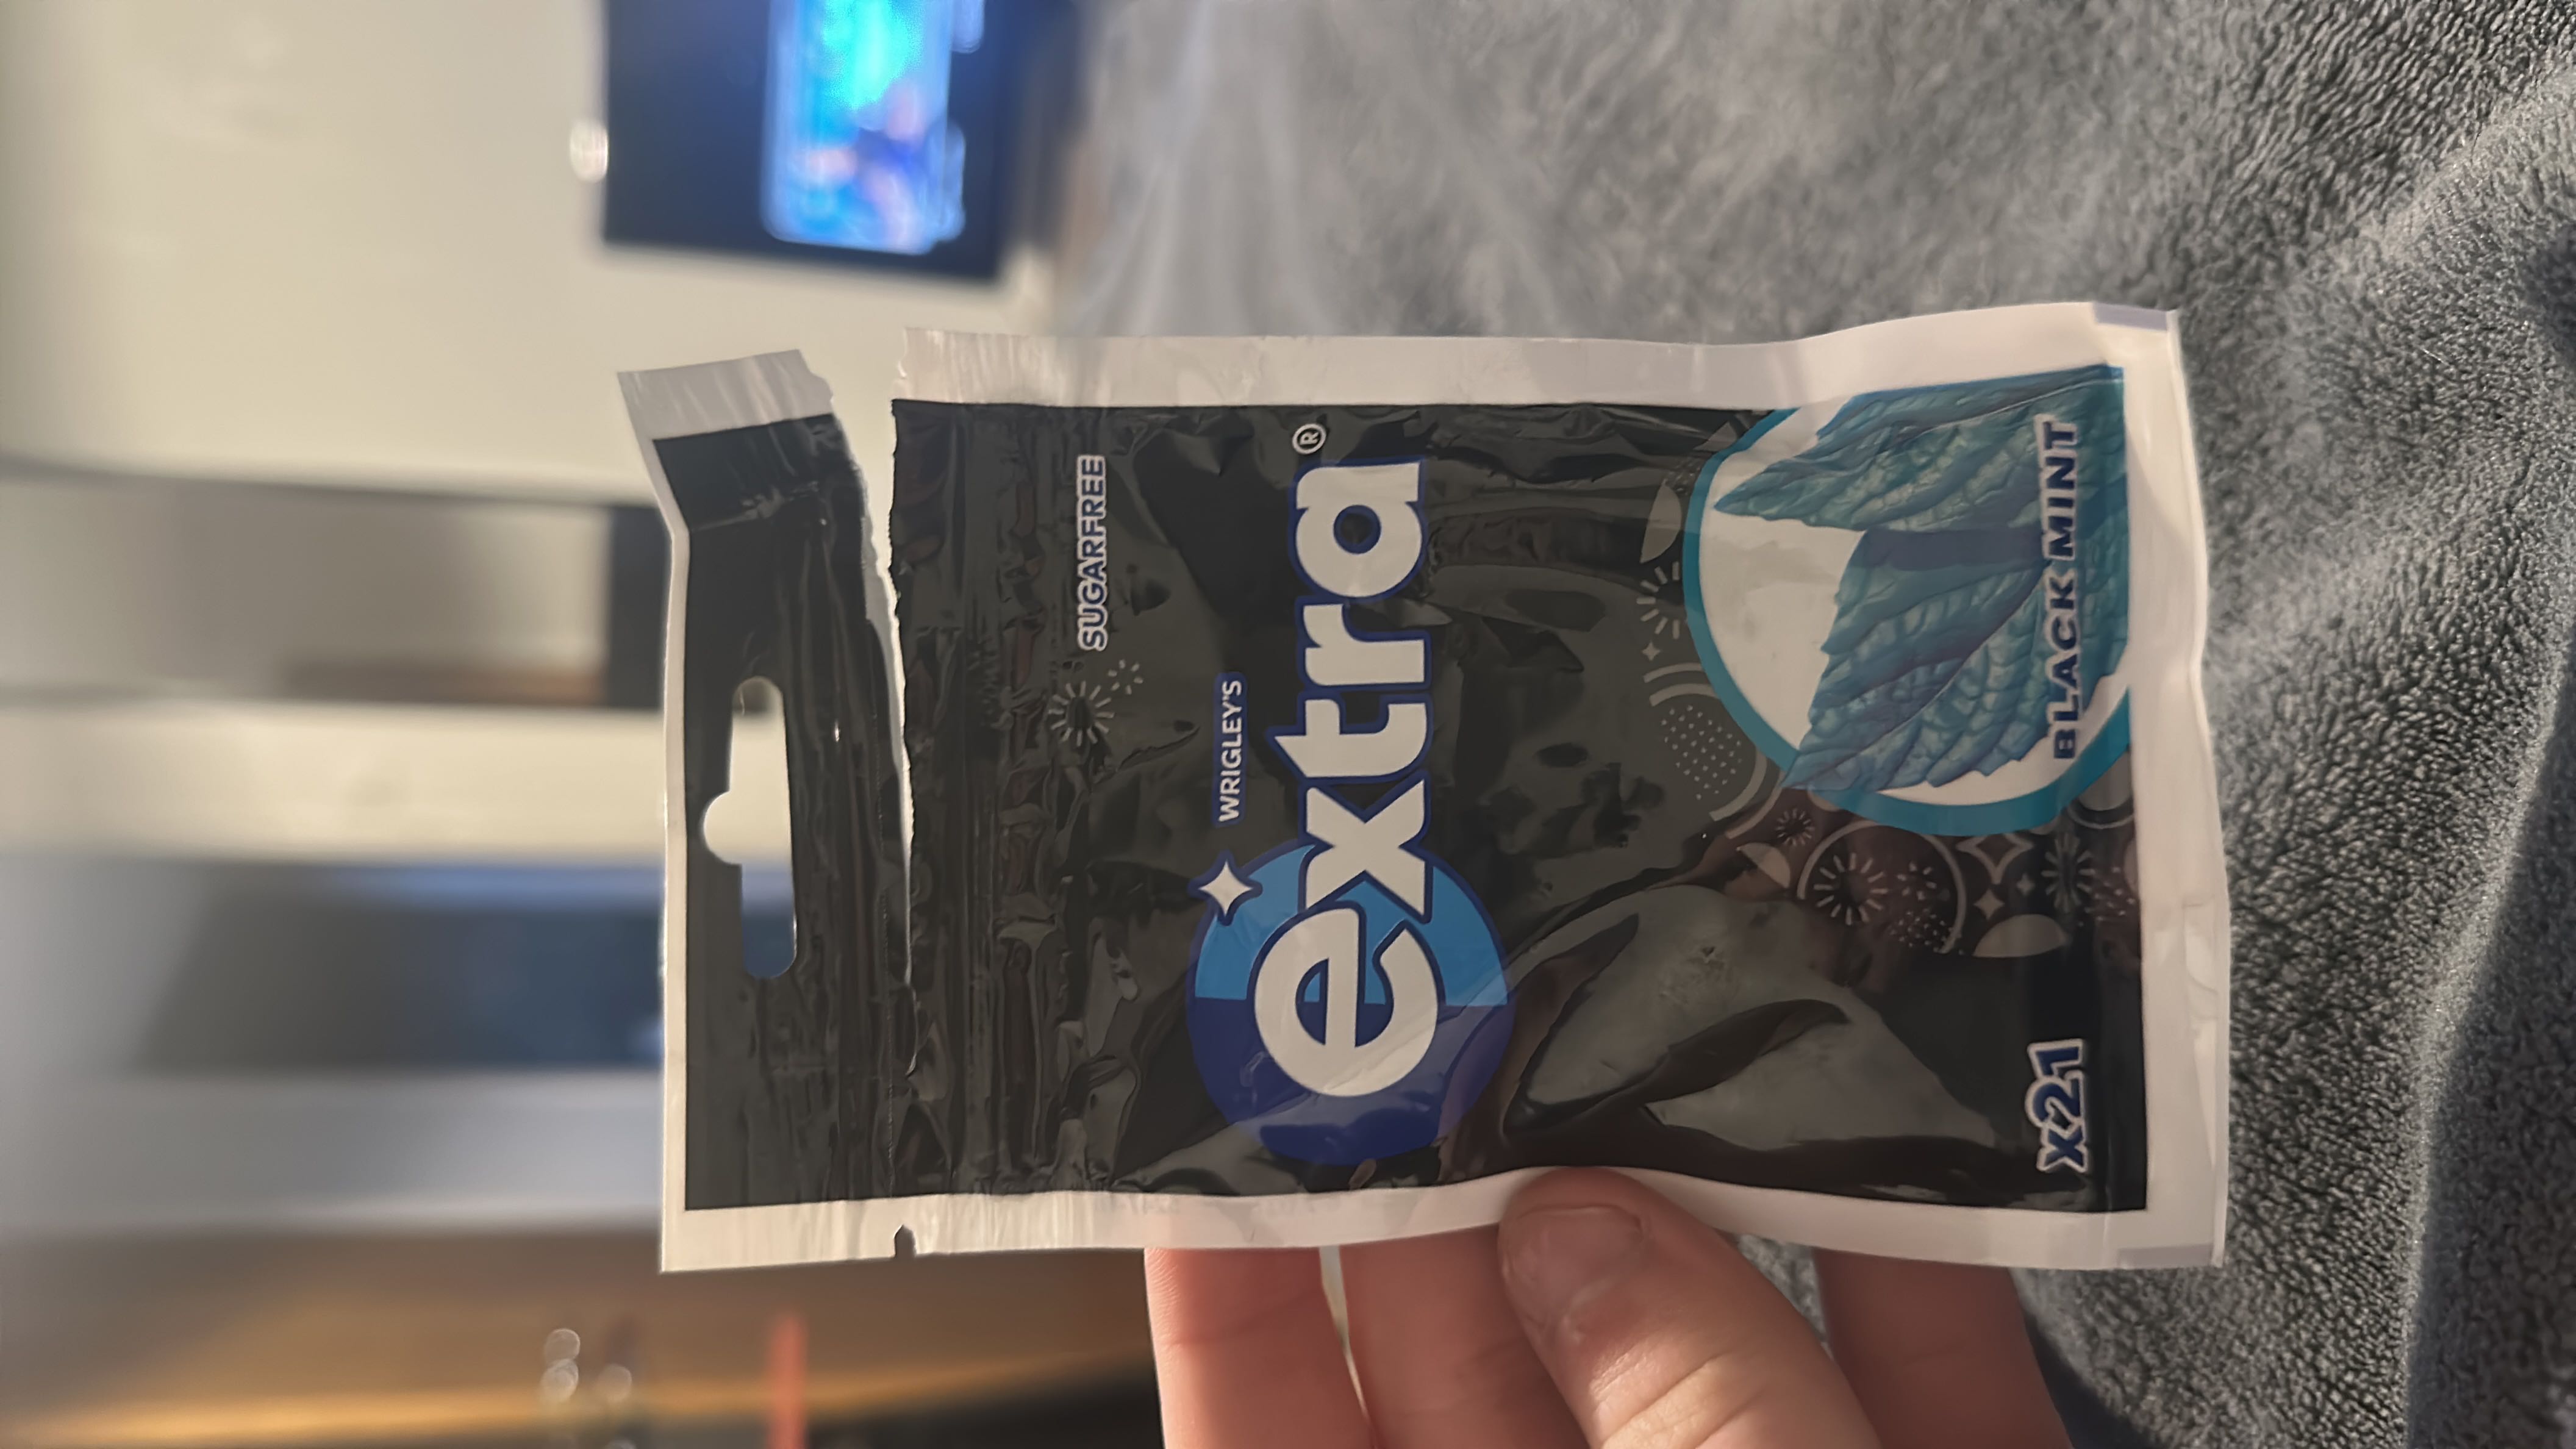 SUGARFREE
WRIGLEY'S
extra®
BLACK MINT
x21